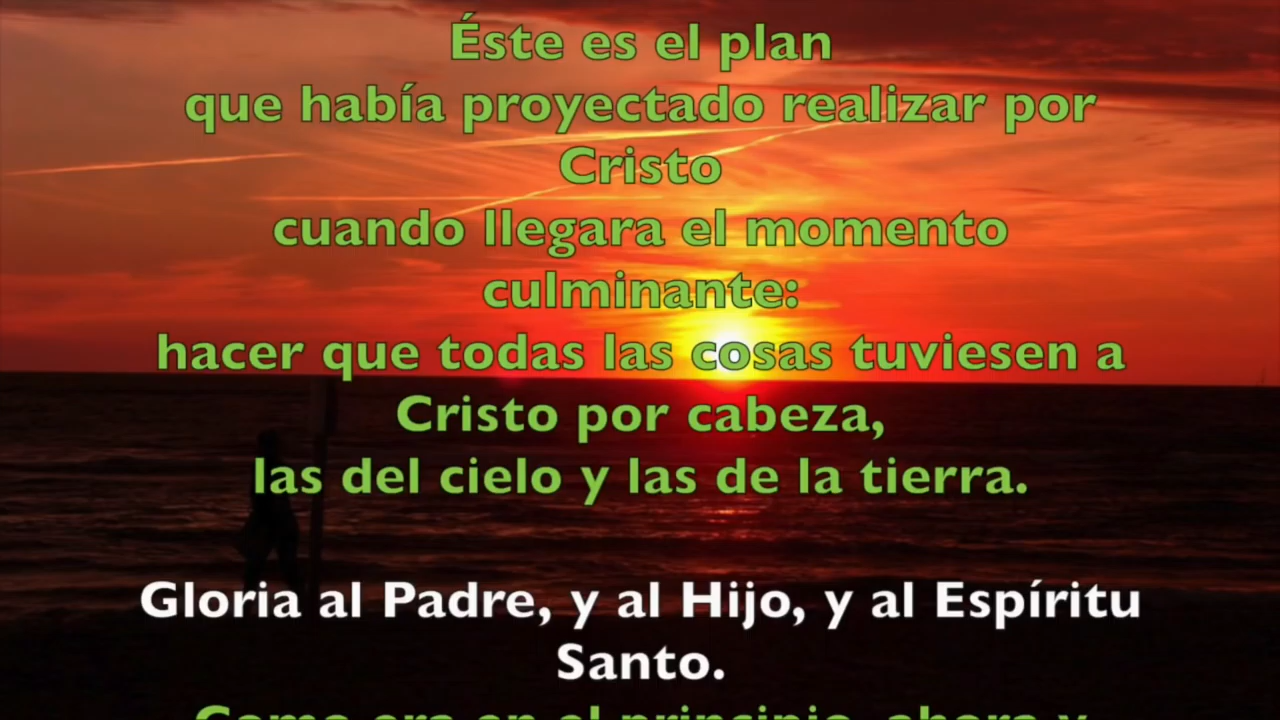 Éste es el plan
que había proyectado realizar por
Cristo
cuando llegara el momento
culminante:
hacer que todas las cosas tuviesen a
Cristo por cabeza,
las del cielo y las de la tierra.
Gloria al Padre, y al Hijo, y al Espíritu
Santo.
Como era en el principio, ahora y